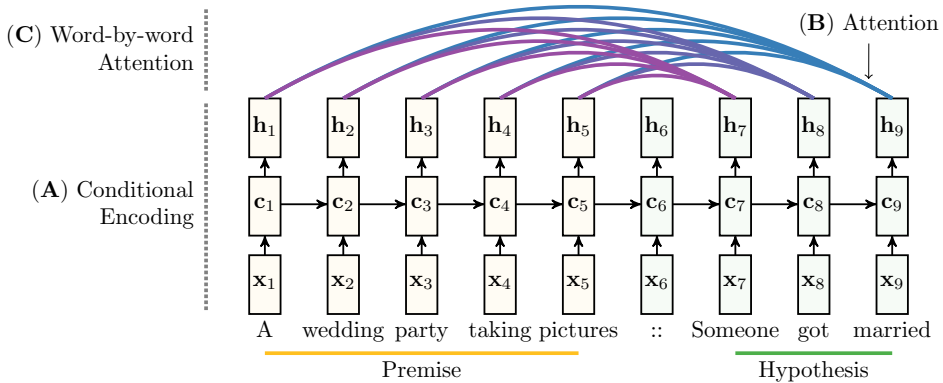 (C) Word-by-word
Attention
(B) Attention
h1 h2 h3 h4 h5 h6 h7 h8 h9
(A) Conditional
Encoding
c1 c2 c3 c4 c5 c6 c7 c8 c9
x1 x2 x3 x4 x5 x6 x7 x8 x9
A wedding party taking pictures :: Someone got married
Premise Hypothesis